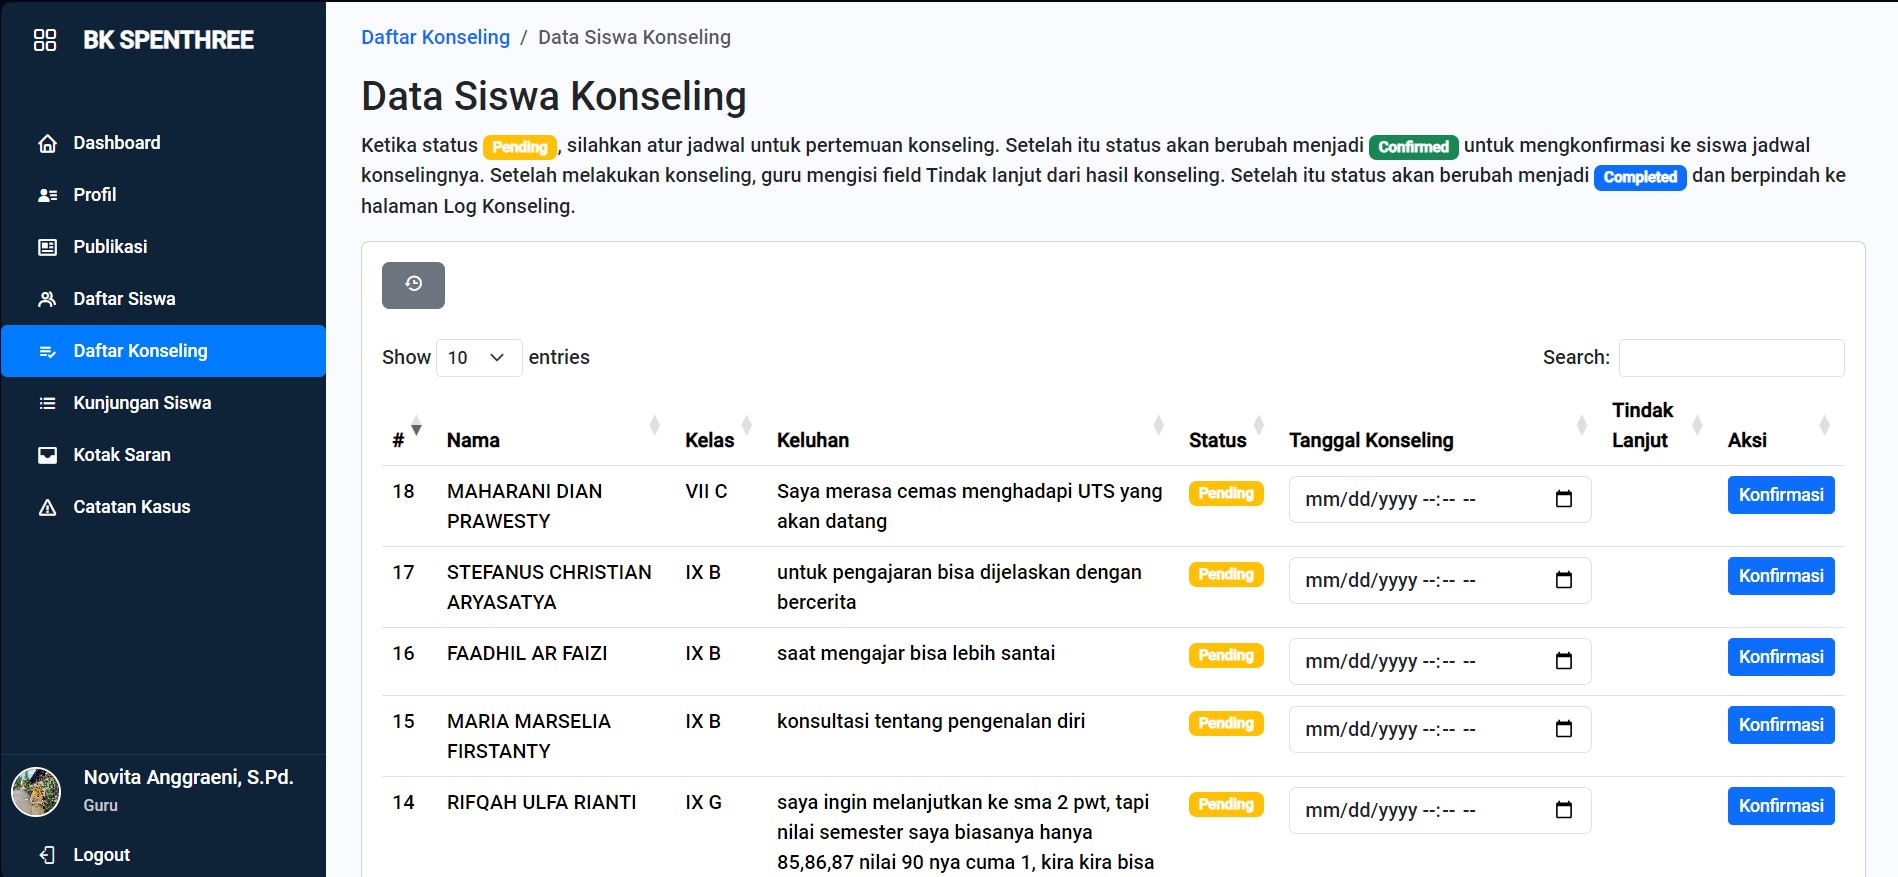 BK SPENTHREE
Dashboard
Profil
Publikasi
Daftar Siswa
Daftar Konseling
Kunjungan Siswa
Kotak Saran
Catatan Kasus
Novita Anggraeni, S.Pd.
Guru
Logout
Daftar Konseling / Data Siswa Konseling
Data Siswa Konseling
Ketika status Pending, silahkan atur jadwal untuk pertemuan konseling. Setelah itu status akan berubah menjadi Confirmed untuk mengkonfirmasi ke siswa jadwal
konselingnya. Setelah melakukan konseling, guru mengisi field Tindak lanjut dari hasil konseling. Setelah itu status akan berubah menjadi Completed dan berpindah ke
halaman Log Konseling.
Show 10 entries Search:
# Nama Kelas Keluhan Status Tanggal Konseling Tindak Lanjut Aksi
18 MAHARANI DIAN PRAWESTY VII C Saya merasa cemas menghadapi UTS yang akan datang Pending mm/dd/yyyy --:-- -- Konfirmasi
17 STEFANUS CHRISTIAN ARYASATYA IX B untuk pengajaran bisa dijelaskan dengan bercerita Pending mm/dd/yyyy --:-- -- Konfirmasi
16 FAADHIL AR FAIZI IX B saat mengajar bisa lebih santai Pending mm/dd/yyyy --:-- -- Konfirmasi
15 MARIA MARSELIA FIRSTANTY IX B konsultasi tentang pengenalan diri Pending mm/dd/yyyy --:-- -- Konfirmasi
14 RIFQAH ULFA RIANTI IX G saya ingin melanjutkan ke sma 2 pwt, tapi nilai semester saya biasanya hanya 85,86,87 nilai 90 nya cuma 1, kira kira bisa Pending mm/dd/yyyy --:-- -- Konfirmasi